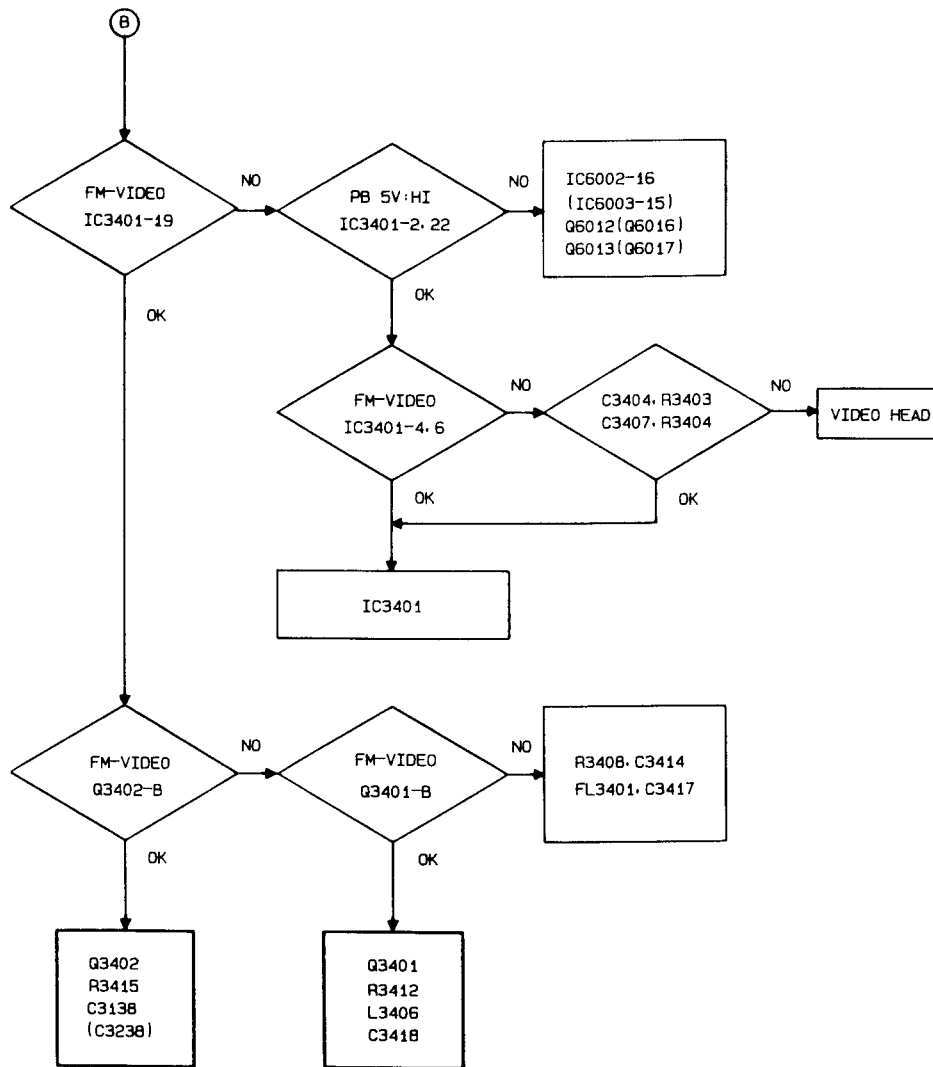 B
FM-VIDEO
IC3401-19
NO
PB 5V:HI
IC3401-2,22
NO
IC6002-16
(IC6003-15)
Q6012(Q6016)
Q6013(Q6017)
OK
OK
FM-VIDEO
IC3401-4,6
NO
C3404,R3403
C3407,R3404
NO
VIDEO HEAD
OK
OK
IC3401
FM-VIDEO
Q3402-B
NO
FM-VIDEO
Q3401-B
NO
R3408,C3414
FL3401,C3417
OK
OK
Q3402
R3415
C3138
(C3238)
Q3401
R3412
L3406
C3418